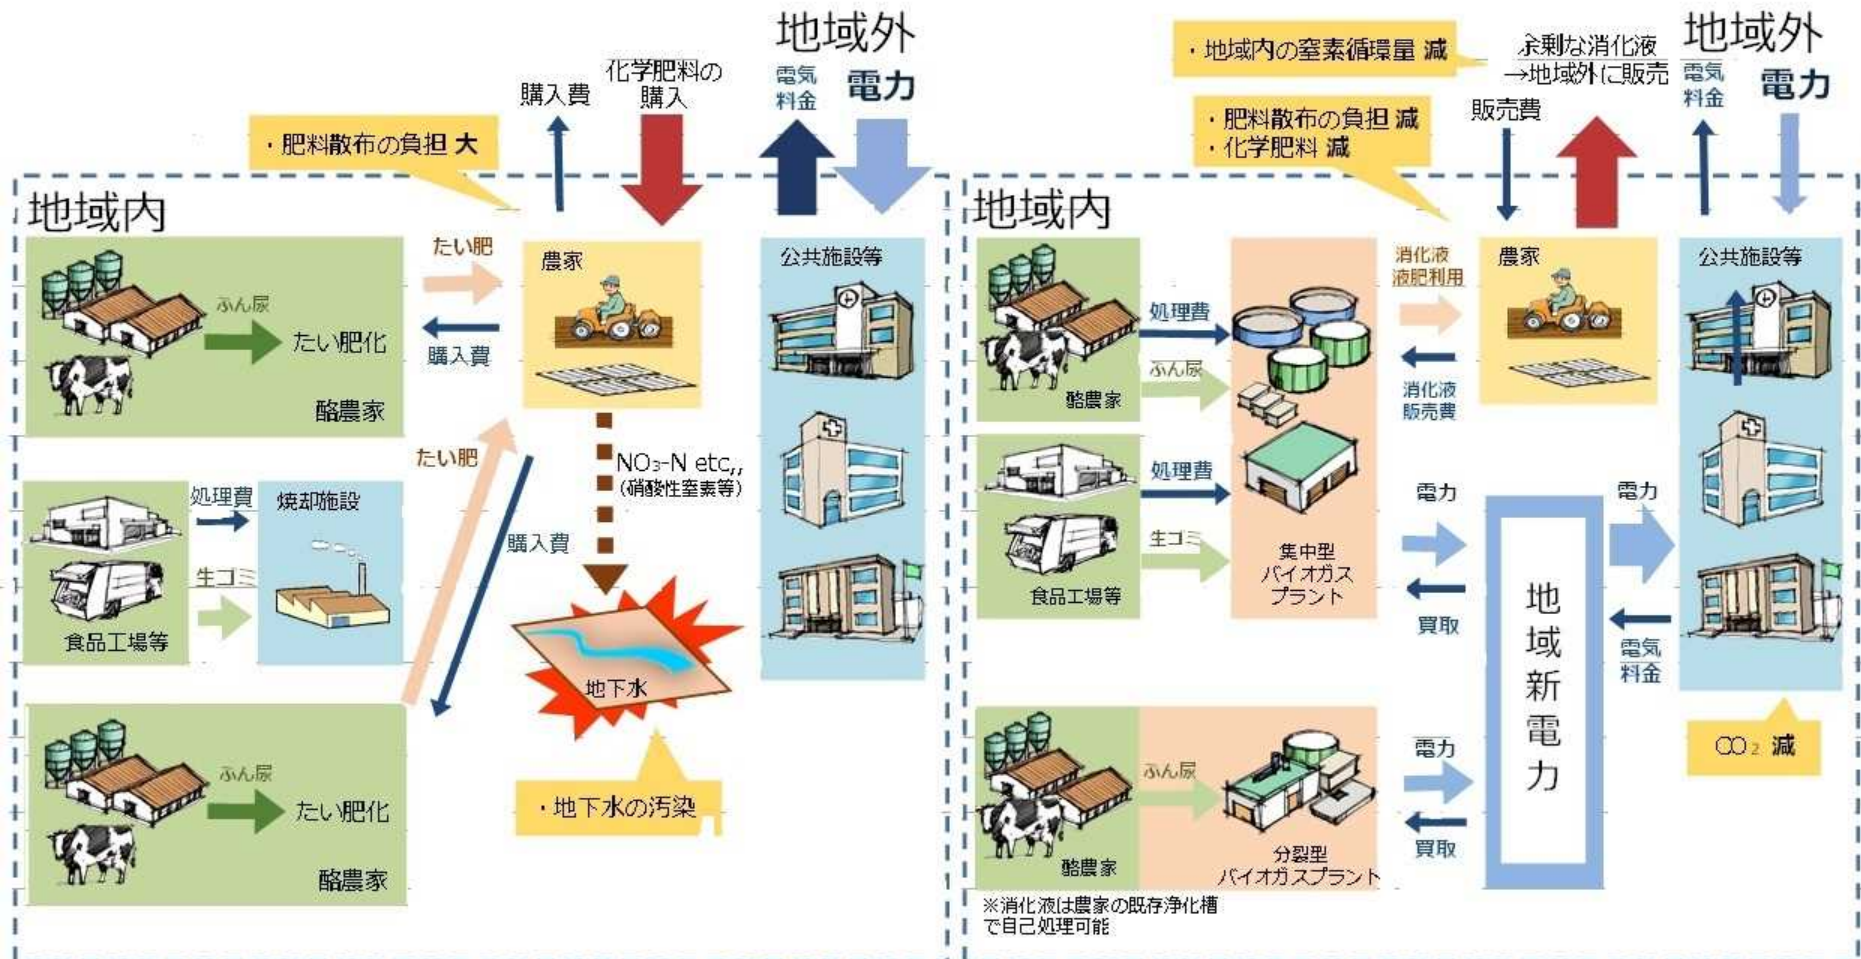 地域外
化学肥料の
購入
購入費
電気
料金
電力
・肥料散布の負担 大
地域内
ふん尿
たい肥化
酪農家
たい肥
購入費
農家
公共施設等
処理費
焼却施設
生ゴミ
食品工場等
たい肥
購入費
NO₃-N etc,,
(硝酸性窒素等)
地下水
・地下水の汚染
ふん尿
たい肥化
酪農家
地域外
・地域内の窒素循環量 減
余剰な消化液
→地域外に販売
電気
料金
電力
販売費
・肥料散布の負担 減
・化学肥料 減
地域内
処理費
ふん尿
酪農家
消化液
液肥利用
消化液
販売費
農家
公共施設等
処理費
生ゴミ
食品工場等
集中型
バイオガス
プラント
電力
買取
地域新電力
電力
電気
料金
CO₂ 減
ふん尿
酪農家
分裂型
バイオガスプラント
電力
買取
※消化液は農家の既存浄化槽
で自己処理可能